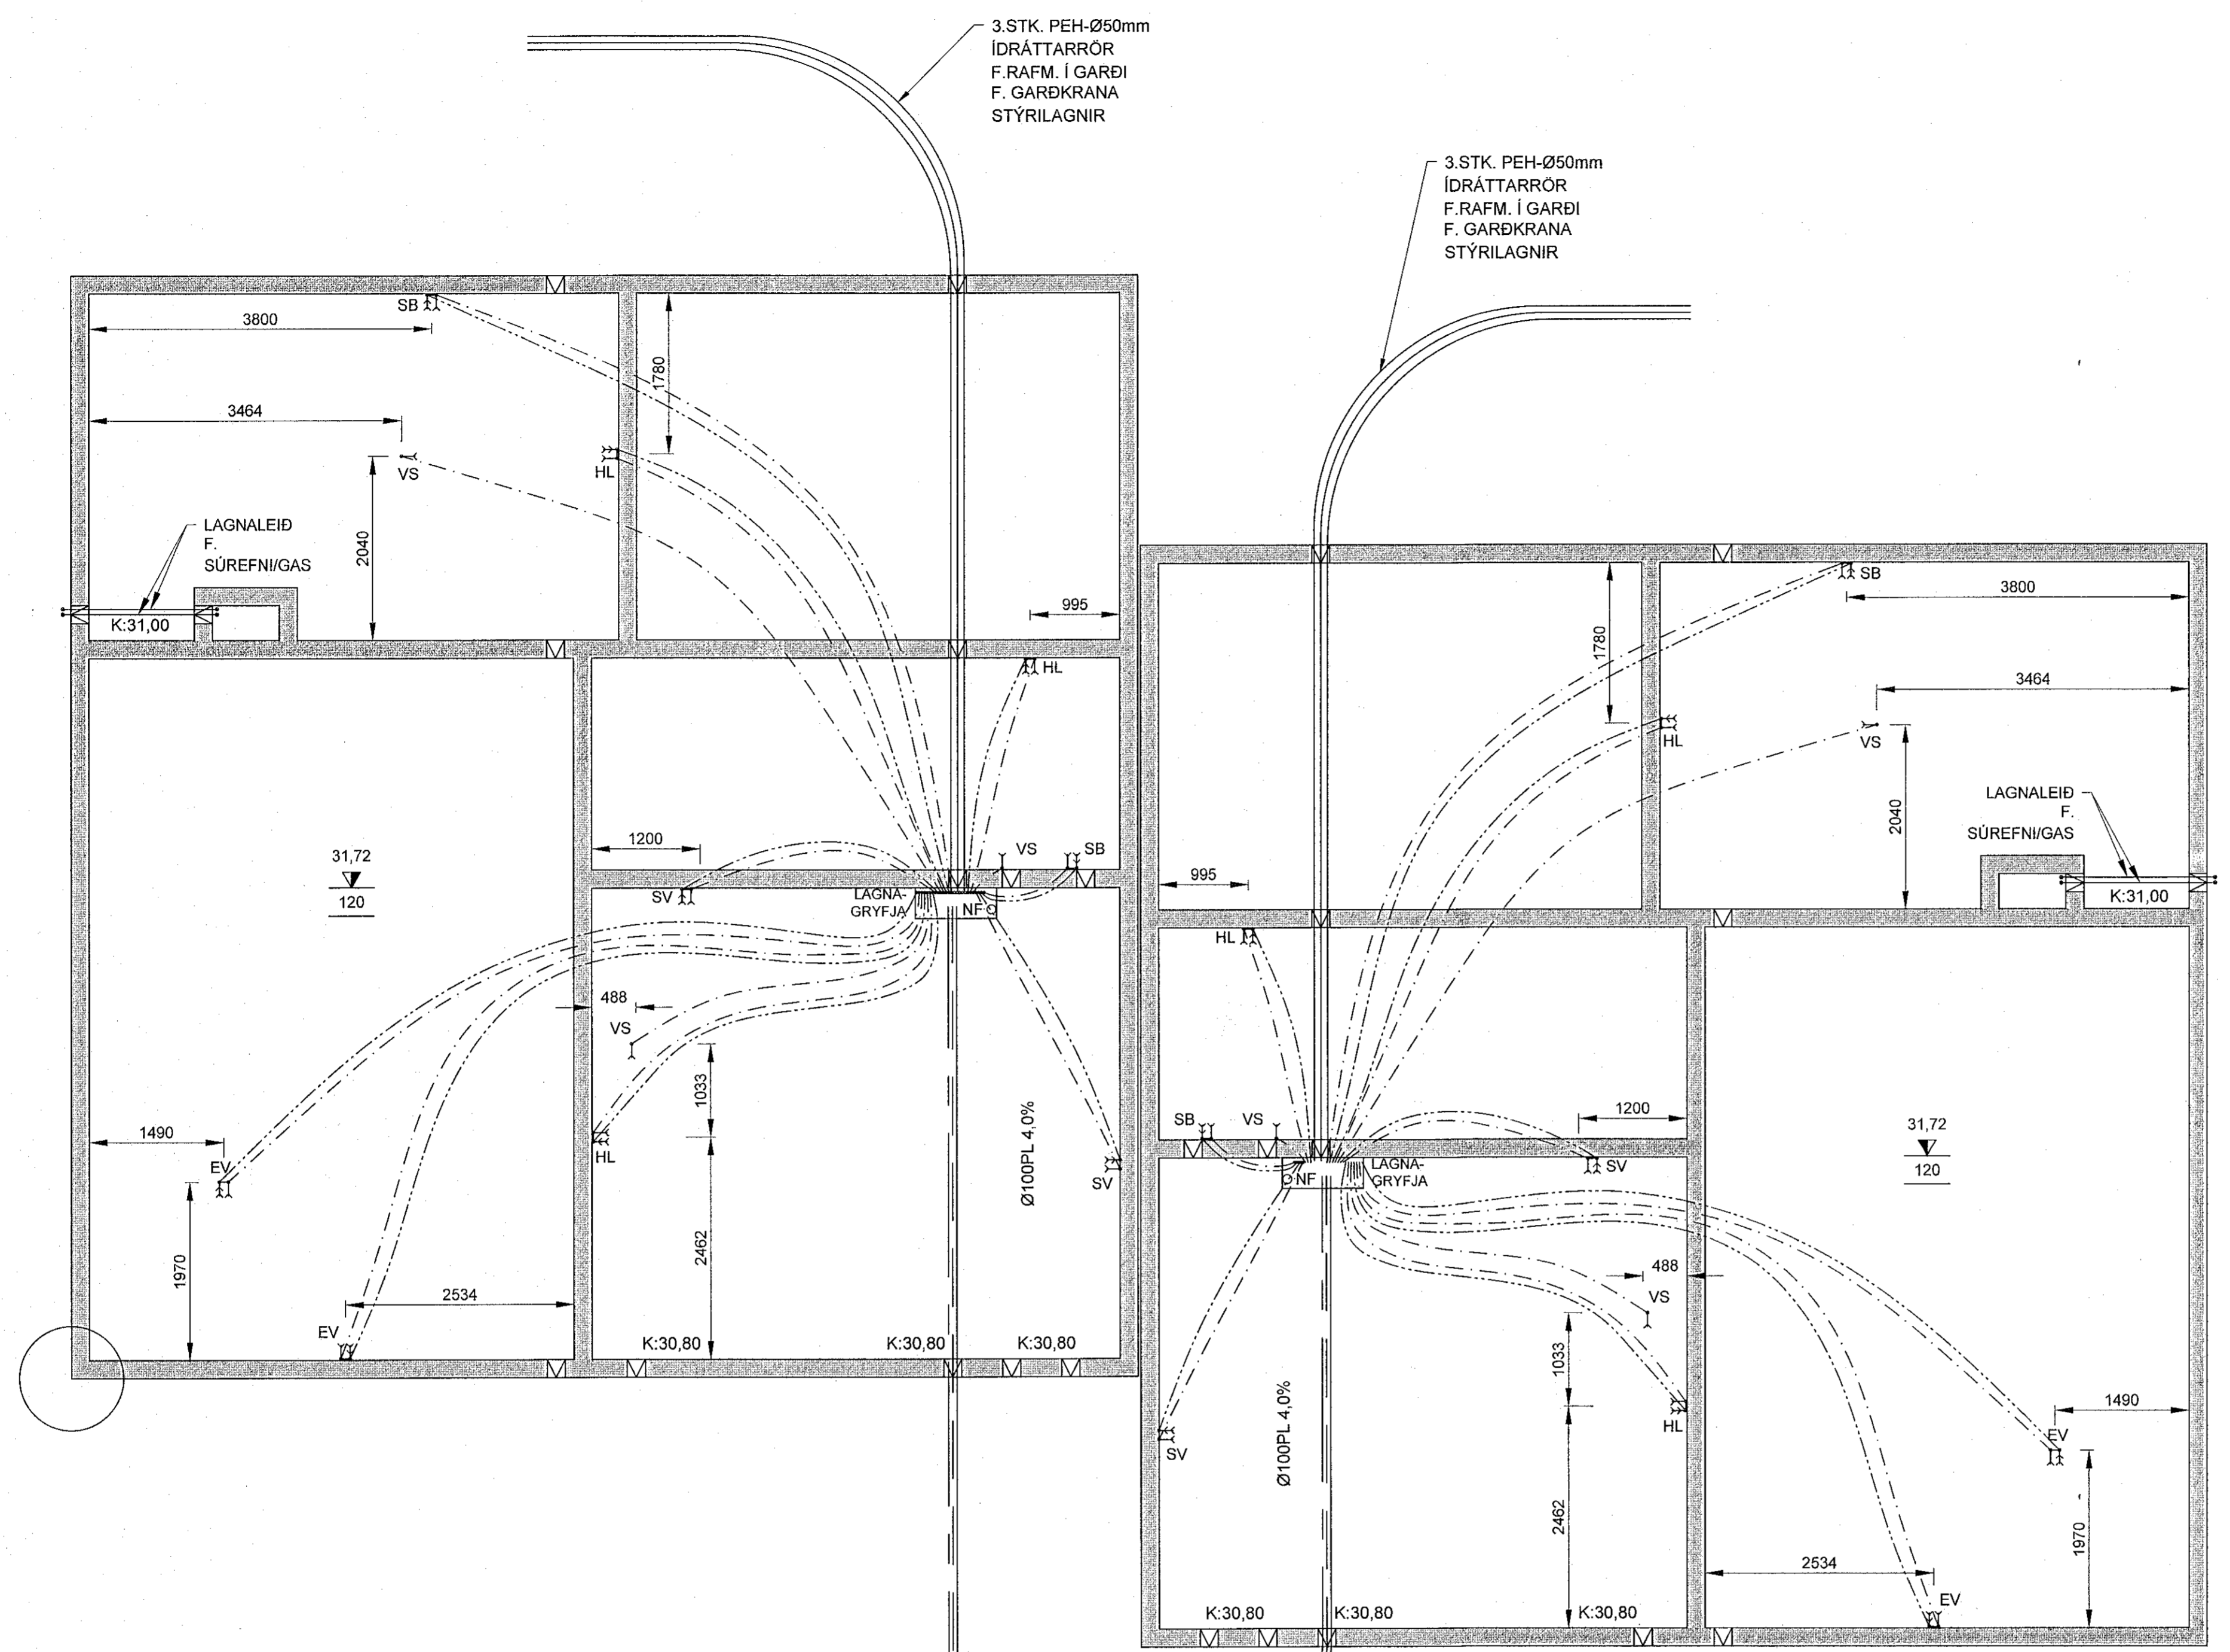 3.STK. PEH-Ø50mm
ÍDRÁTTARRÖR
F.RAFM. Í GARÐI
F. GARÐKRANA
STÝRILAGNIR
3.STK. PEH-Ø50mm
ÍDRÁTTARRÖR
F.RAFM. Í GARÐI
F. GARÐKRANA
STÝRILAGNIR
SB
3800
1780
3464
HL
VS
LAGNALEIÐ
F.
SÚREFNI/GAS
2040
K:31,00
995
HL
1200
VS
SB
31,72
120
SV
LAGNA-
GRYFJA
NF
488
VS
1033
1490
HL
EV
SV
Ø100PL 4,0%
1970
2462
2534
EV
K:30,80
K:30,80
K:30,80
SB
3800
1780
3464
HL
VS
LAGNALEIÐ
F.
SÚREFNI/GAS
2040
995
K:31,00
HL
SB
VS
1200
31,72
120
LAGNA-
GRYFJA
SV
NF
488
VS
1033
1490
HL
EV
SV
Ø100PL 4,0%
2462
1970
2534
EV
K:30,80
K:30,80
K:30,80